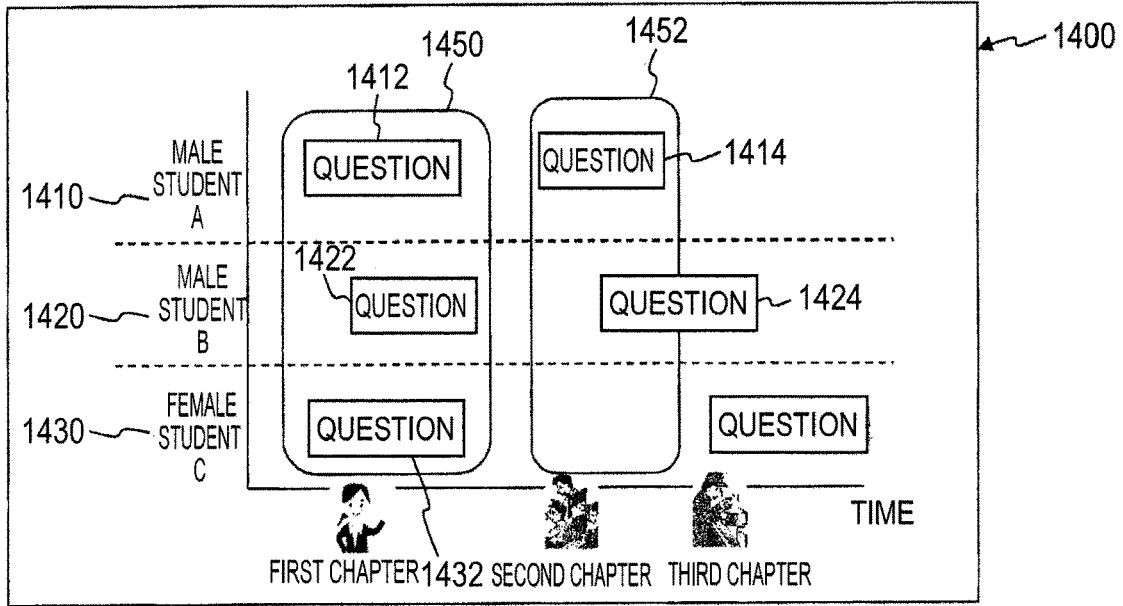 1450
1452
1400
1412
MALE
STUDENT
A
1410
QUESTION
QUESTION
1414
MALE
STUDENT
B
1420
1422
QUESTION
QUESTION
1424
FEMALE
STUDENT
C
1430
QUESTION
QUESTION
TIME
FIRST CHAPTER
1432
SECOND CHAPTER
THIRD CHAPTER